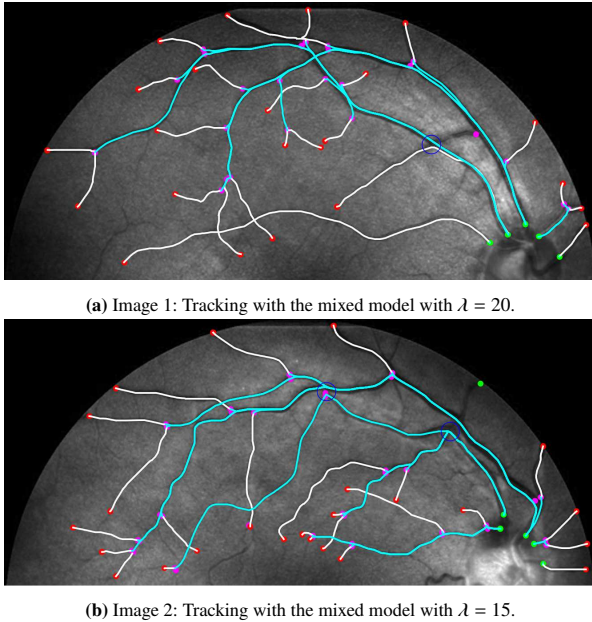 (a) Image 1: Tracking with the mixed model with λ = 20.
(b) Image 2: Tracking with the mixed model with λ = 15.